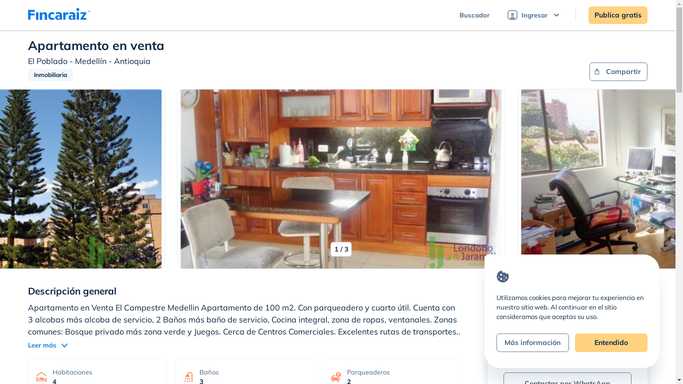 Fincaraiz
Buscador
Ingresar
Publica gratis
Apartamento en venta
El Poblado - Medellín - Antioquia
Inmobiliaria
Compartir
1 / 3
Londoño
Jaramillo
Descripción general
Apartamento en Venta El Campestre Medellin Apartamento de 100 m2. Con parqueadero y cuarto útil. Cuenta con
3 alcobas más alcoba de servicio, 2 Baños más baño de servicio, Cocina integral, zona de ropas, ventanales. Zonas
comunes: Bosque privado más zona verde y Juegos. Cerca de Centros Comerciales. Excelentes rutas de transportes..
Leer más
Habitaciones
4
Baños
3
Parqueaderos
2
Utilizamos cookies para mejorar tu experiencia en
nuestro sitio web. Al continuar en el sitio
consideramos que aceptas su uso.
Más información
Entendido
Contactar por WhatsApp